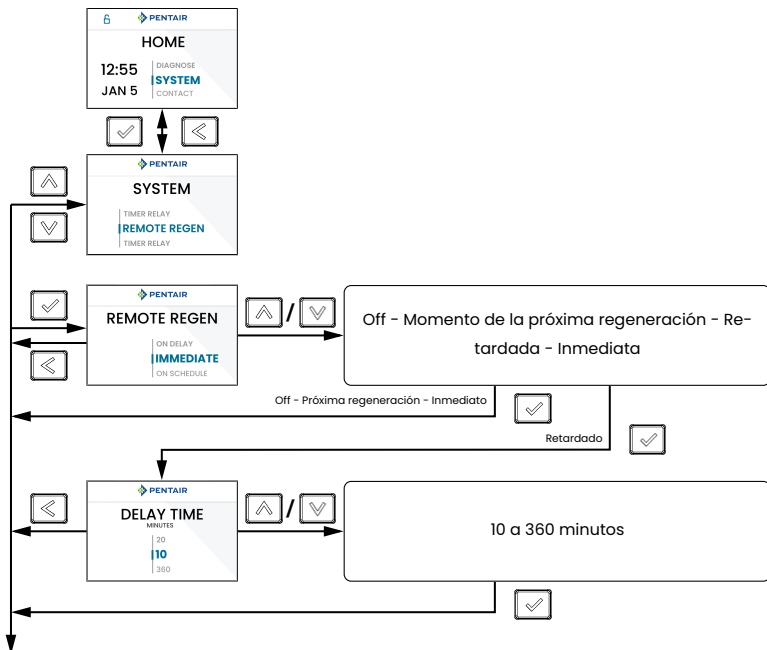 PENTAIR
HOME
12:55
JAN 5
DIAGNOSE
SYSTEM
CONTACT
PENTAIR
SYSTEM
TIMER RELAY
REMOTE REGEN
TIMER RELAY
PENTAIR
REMOTE REGEN
ON DELAY
IMMEDIATE
ON SCHEDULE
/
Off - Momento de la próxima regeneración - Re-
tardada - Inmediata
Off - Próxima regeneración - Inmediato
Retardado
PENTAIR
DELAY TIME
MINUTES
20
10
360
/
10 a 360 minutos